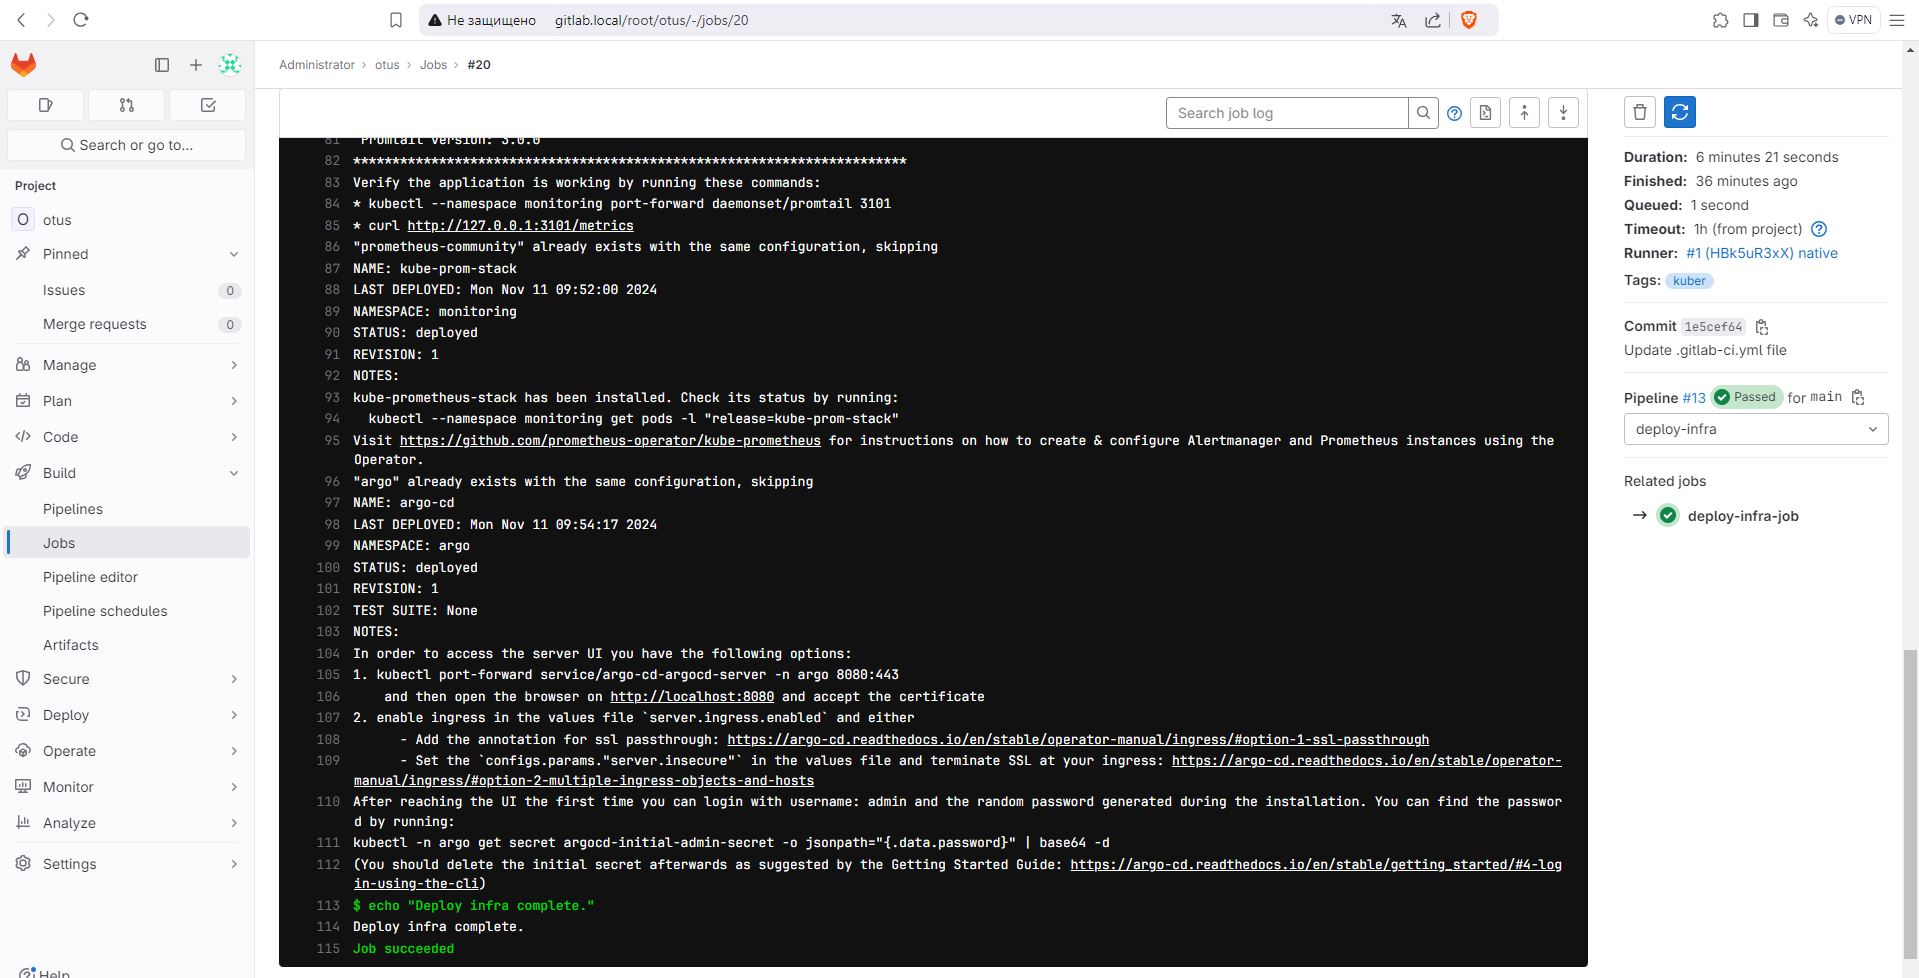 Не защищено gitlab.local/root/otus/-/jobs/20
VPN
Administrator › otus › Jobs › #20
Search or go to...
Project
O otus
Pinned
Issues 0
Merge requests 0
Manage
Plan
Code
Build
Pipelines
Jobs
Pipeline editor
Pipeline schedules
Artifacts
Secure
Deploy
Operate
Monitor
Analyze
Settings
Help
Search job log
81 Promtail version: 3.0.0
82 ***********************************************************************
83 Verify the application is working by running these commands:
84 * kubectl --namespace monitoring port-forward daemonset/promtail 3101
85 * curl http://127.0.0.1:3101/metrics
86 "prometheus-community" already exists with the same configuration, skipping
87 NAME: kube-prom-stack
88 LAST DEPLOYED: Mon Nov 11 09:52:00 2024
89 NAMESPACE: monitoring
90 STATUS: deployed
91 REVISION: 1
92 NOTES:
93 kube-prometheus-stack has been installed. Check its status by running:
94 kubectl --namespace monitoring get pods -l "release=kube-prom-stack"
95 Visit https://github.com/prometheus-operator/kube-prometheus for instructions on how to create & configure Alertmanager and Prometheus instances using the
Operator.
96 "argo" already exists with the same configuration, skipping
97 NAME: argo-cd
98 LAST DEPLOYED: Mon Nov 11 09:54:17 2024
99 NAMESPACE: argo
100 STATUS: deployed
101 REVISION: 1
102 TEST SUITE: None
103 NOTES:
104 In order to access the server UI you have the following options:
105 1. kubectl port-forward service/argo-cd-argocd-server -n argo 8080:443
106 and then open the browser on http://localhost:8080 and accept the certificate
107 2. enable ingress in the values file `server.ingress.enabled` and either
108 - Add the annotation for ssl passthrough: https://argo-cd.readthedocs.io/en/stable/operator-manual/ingress/#option-1-ssl-passthrough
109 - Set the `configs.params."server.insecure"` in the values file and terminate SSL at your ingress: https://argo-cd.readthedocs.io/en/stable/operator-
manual/ingress/#option-2-multiple-ingress-objects-and-hosts
110 After reaching the UI the first time you can login with username: admin and the random password generated during the installation. You can find the passwor
d by running:
111 kubectl -n argo get secret argocd-initial-admin-secret -o jsonpath="{.data.password}" | base64 -d
112 (You should delete the initial secret afterwards as suggested by the Getting Started Guide: https://argo-cd.readthedocs.io/en/stable/getting_started/#4-log
in-using-the-cli)
113 $ echo "Deploy infra complete."
114 Deploy infra complete.
115 Job succeeded
Duration: 6 minutes 21 seconds
Finished: 36 minutes ago
Queued: 1 second
Timeout: 1h (from project)
Runner: #1 (HBk5uR3xX) native
Tags: kuber
Commit 1e5cef64
Update .gitlab-ci.yml file
Pipeline #13 Passed for main
deploy-infra
Related jobs
→ deploy-infra-job